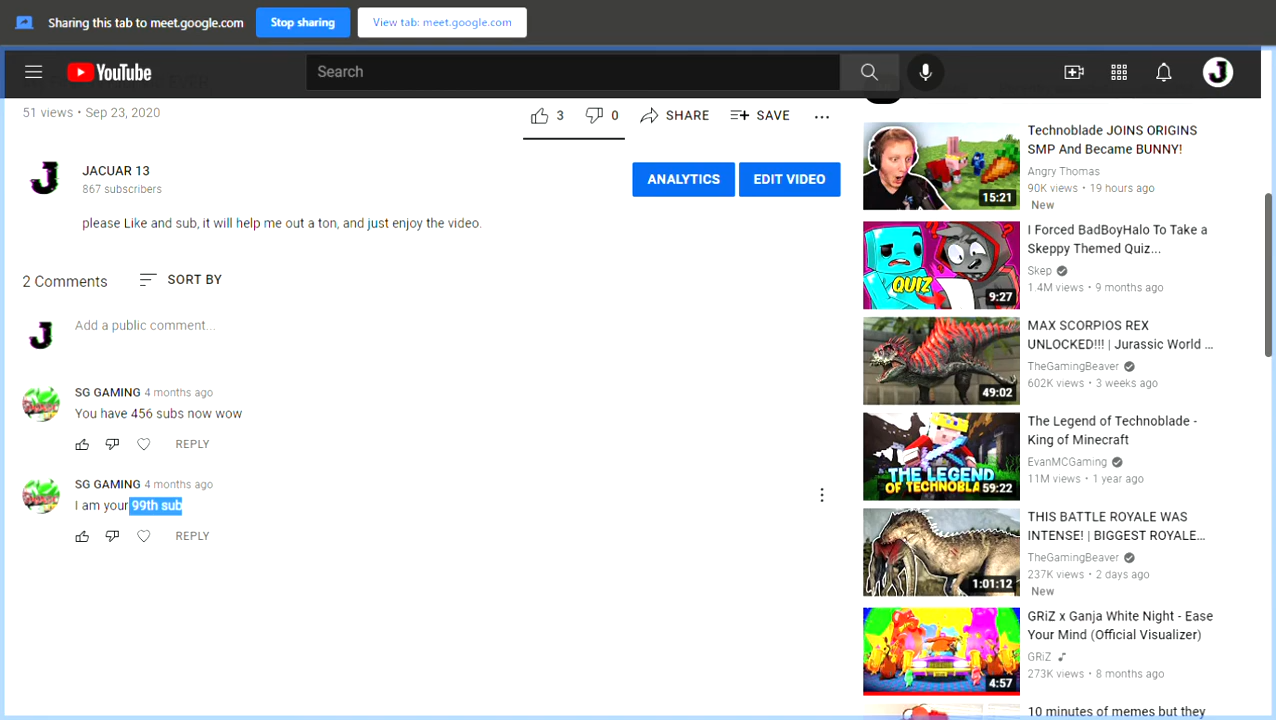 Sharing this tab to meet.google.com
Stop sharing
View tab: meet.google.com
YouTube
Search
51 views • Sep 23, 2020
3
0
SHARE
SAVE
JACUAR 13
867 subscribers
ANALYTICS
EDIT VIDEO
please Like and sub, it will help me out a ton, and just enjoy the video.
2 Comments
SORT BY
Add a public comment...
SG GAMING 4 months ago
You have 456 subs now wow
REPLY
SG GAMING 4 months ago
I am your 99th sub
REPLY
15:21
Technoblade JOINS ORIGINS
SMP And Became BUNNY!
Angry Thomas
90K views • 19 hours ago
New
QUIZ
9:27
I Forced BadBoyHalo To Take a
Skeppy Themed Quiz...
Skep
1.4M views • 9 months ago
49:02
MAX SCORPIOS REX
UNLOCKED!!! | Jurassic World ...
TheGamingBeaver
602K views • 3 weeks ago
THE LEGEND
OF TECHNOBLA
59:22
The Legend of Technoblade -
King of Minecraft
EvanMCGaming
11M views • 1 year ago
1:01:12
THIS BATTLE ROYALE WAS
INTENSE! | BIGGEST ROYALE...
TheGamingBeaver
237K views • 2 days ago
New
4:57
GRiZ x Ganja White Night - Ease
Your Mind (Official Visualizer)
GRiZ
273K views • 8 months ago
10 minutes of memes but they